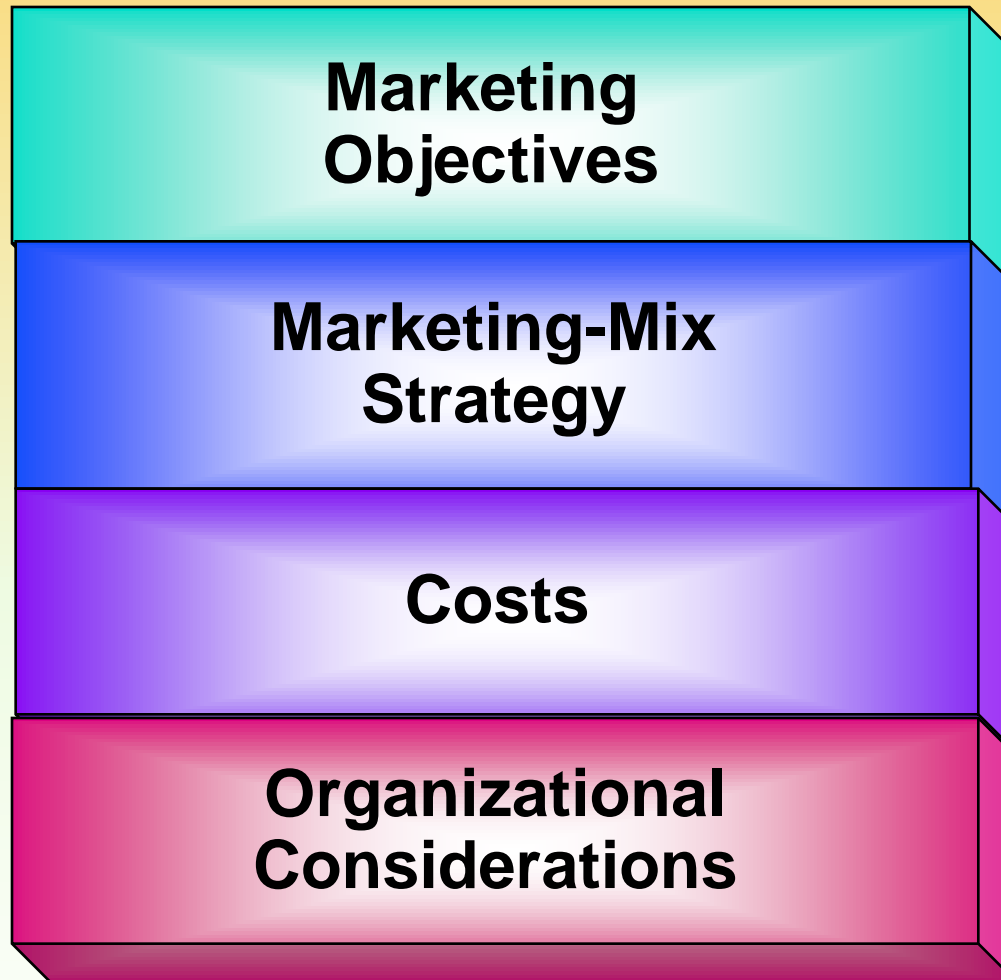 Marketing
Objectives
Marketing-Mix
Strategy
Costs
Organizational
Considerations